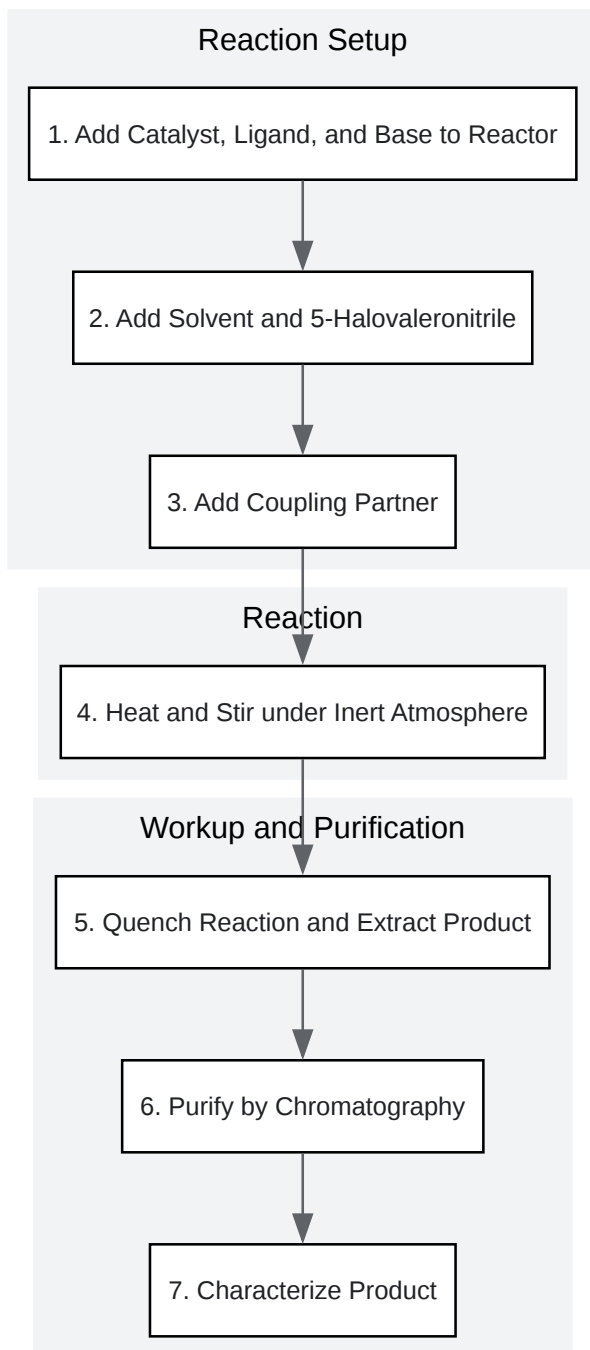 Reaction Setup
1. Add Catalyst, Ligand, and Base to Reactor
2. Add Solvent and 5-Halovaleronitrile
3. Add Coupling Partner
Reaction
4. Heat and Stir under Inert Atmosphere
Workup and Purification
5. Quench Reaction and Extract Product
6. Purify by Chromatography
7. Characterize Product